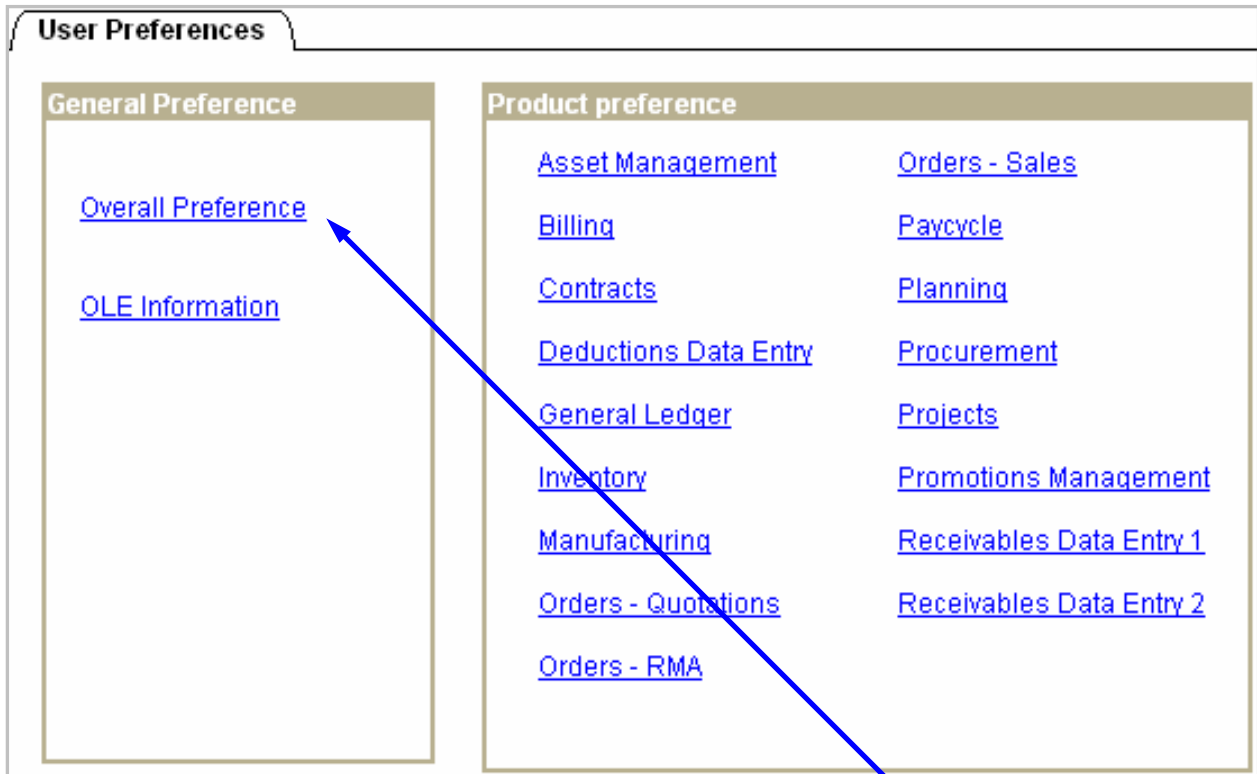 User Preferences
General Preference
Overall Preference
OLE Information
Product preference
Asset Management
Billing
Contracts
Deductions Data Entry
General Ledger
Inventory
Manufacturing
Orders - Quotations
Orders - RMA
Orders - Sales
Paycycle
Planning
Procurement
Projects
Promotions Management
Receivables Data Entry 1
Receivables Data Entry 2